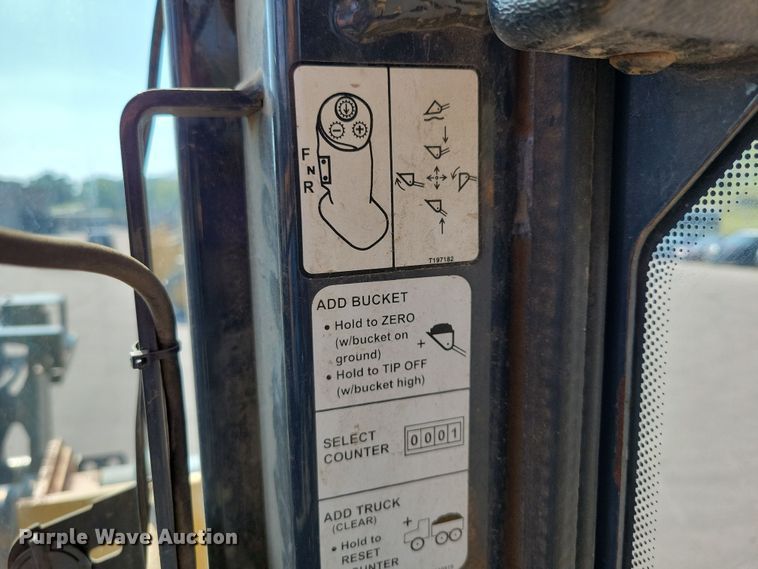 F
N
R
T197182
ADD BUCKET
• Hold to ZERO
(w/bucket on
ground)
• Hold to TIP OFF
(w/bucket high)
SELECT
COUNTER
0001
ADD TRUCK
(CLEAR)
• Hold to
RESET
Purple Wave Auction